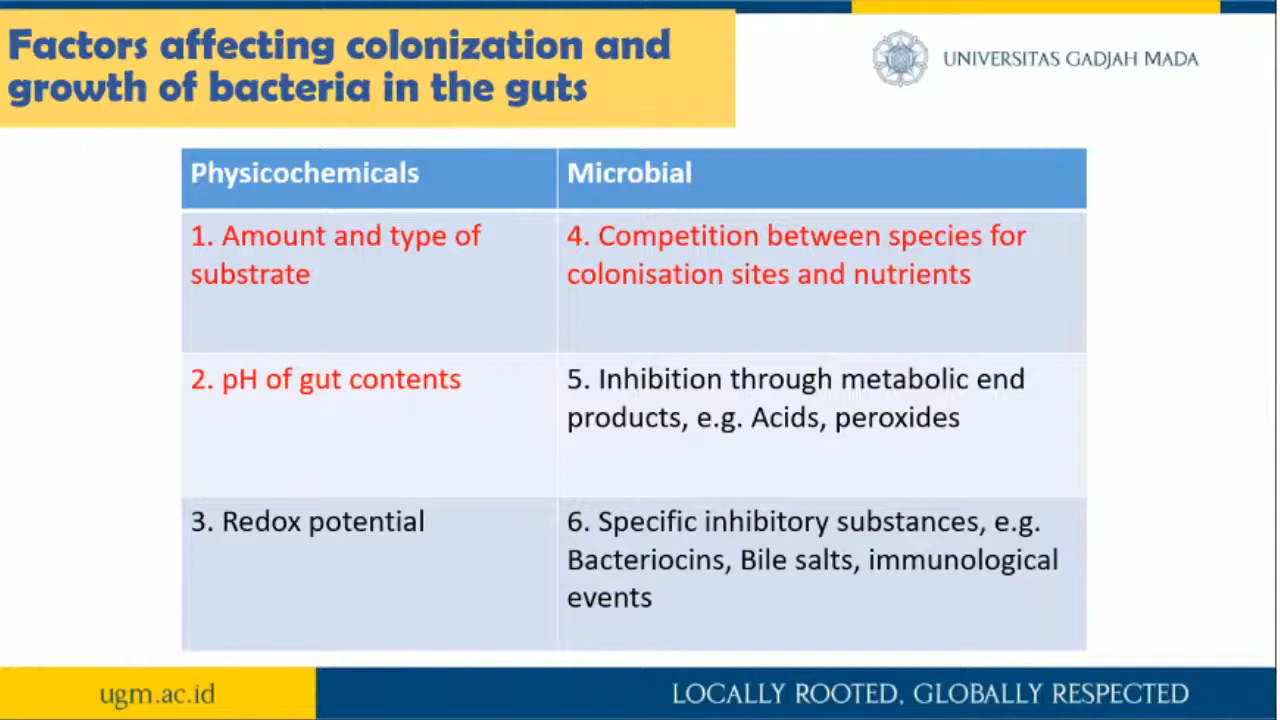 Factors affecting colonization and
growth of bacteria in the guts
UNIVERSITAS GADJAH MADA
Physicochemicals
Microbial
1. Amount and type of
substrate
4. Competition between species for
colonisation sites and nutrients
2. pH of gut contents
5. Inhibition through metabolic end
products, e.g. Acids, peroxides
3. Redox potential
6. Specific inhibitory substances, e.g.
Bacteriocins, Bile salts, immunological
events
ugm.ac.id
LOCALLY ROOTED, GLOBALLY RESPECTED